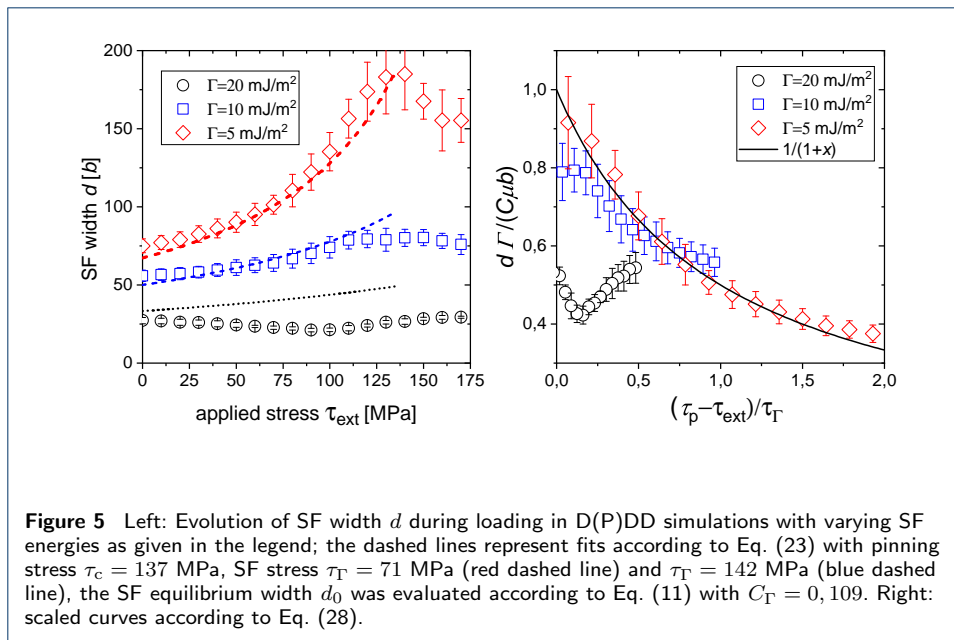 200
150
100
50
0
SF width d [b]
Γ=20 mJ/m²
Γ=10 mJ/m²
Γ=5 mJ/m²
0 25 50 75 100 125 150 175
applied stress τext [MPa]
1,0
0,8
0,6
0,4
d Γ/(Cμb)
Γ=20 mJ/m²
Γ=10 mJ/m²
Γ=5 mJ/m²
1/(1+x)
0,0 0,5 1,0 1,5 2,0
(τp−τext)/τΓ
Figure 5 Left: Evolution of SF width d during loading in D(P)DD simulations with varying SF
energies as given in the legend; the dashed lines represent fits according to Eq. (23) with pinning
stress τc = 137 MPa, SF stress τΓ = 71 MPa (red dashed line) and τΓ = 142 MPa (blue dashed
line), the SF equilibrium width d0 was evaluated according to Eq. (11) with CΓ = 0, 109. Right:
scaled curves according to Eq. (28).